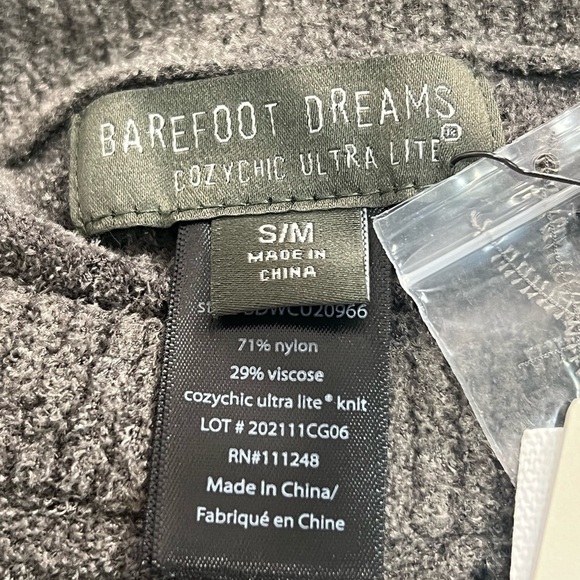 BAREFOOT DREAMS
COZYCHIC ULTRA LITE
S/M
MADE IN
CHINA
71% nylon
29% viscose
cozychic ultra lite® knit
LOT # 202111CG06
RN#111248
Made In China/
Fabriqué en Chine